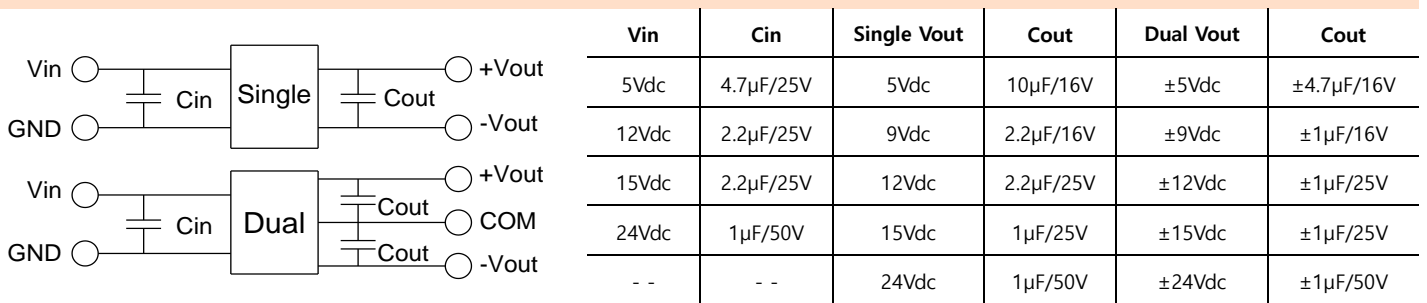 Vin
Cin
Single
Cout
+Vout
GND
-Vout
Vin
Cin
Dual
Cout
Cout
+Vout
COM
GND
-Vout
Vin Cin Single Vout Cout Dual Vout Cout
5Vdc 4.7μF/25V 5Vdc 10μF/16V ±5Vdc ±4.7μF/16V
12Vdc 2.2μF/25V 9Vdc 2.2μF/16V ±9Vdc ±1μF/16V
15Vdc 2.2μF/25V 12Vdc 2.2μF/25V ±12Vdc ±1μF/25V
24Vdc 1μF/50V 15Vdc 1μF/25V ±15Vdc ±1μF/25V
- - - - 24Vdc 1μF/50V ±24Vdc ±1μF/50V